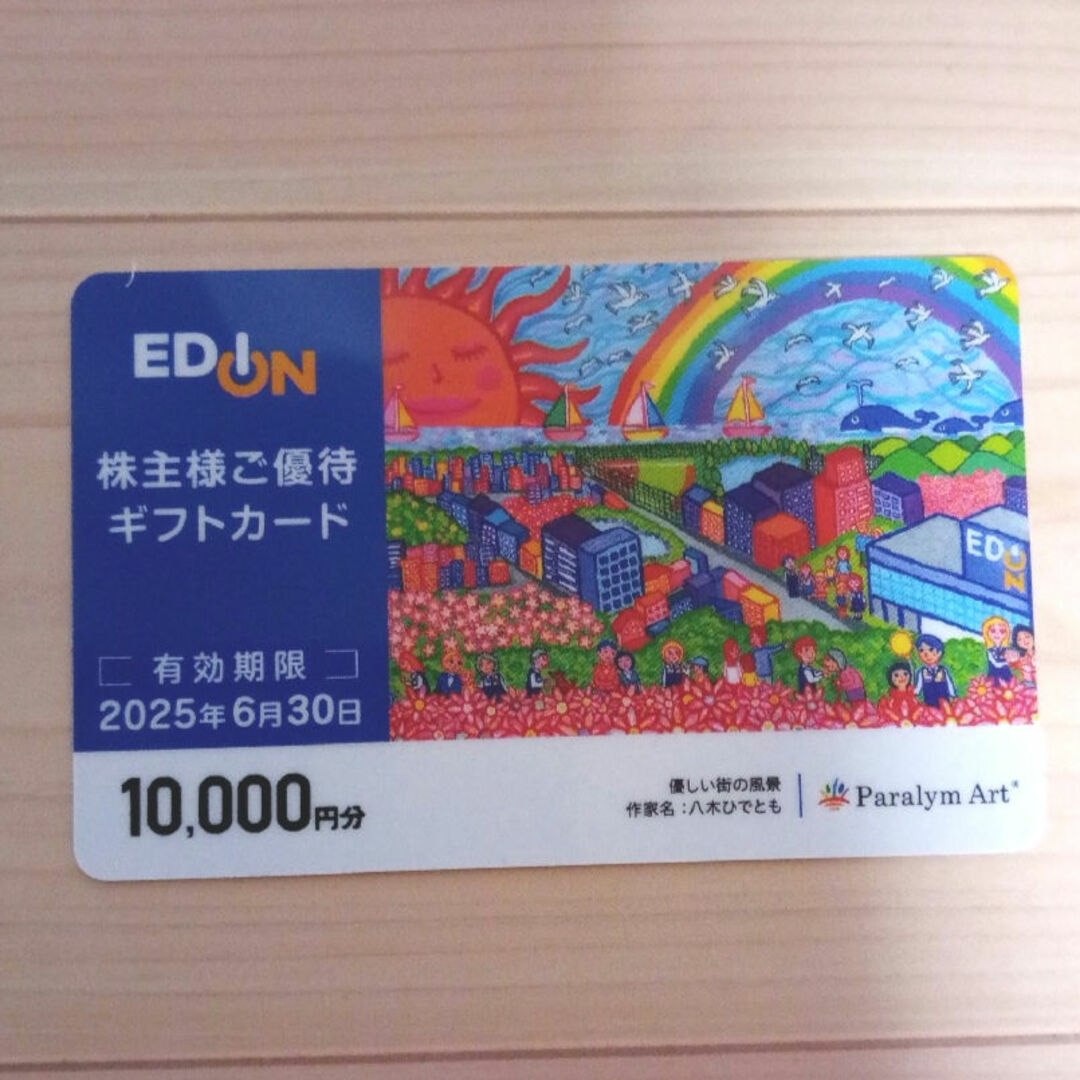 EDION
株主様ご優待
ギフトカード
有効期限
2025年6月30日
10,000円分
EDION
優しい街の風景
作家名：八木ひでとも
Paralym Art®